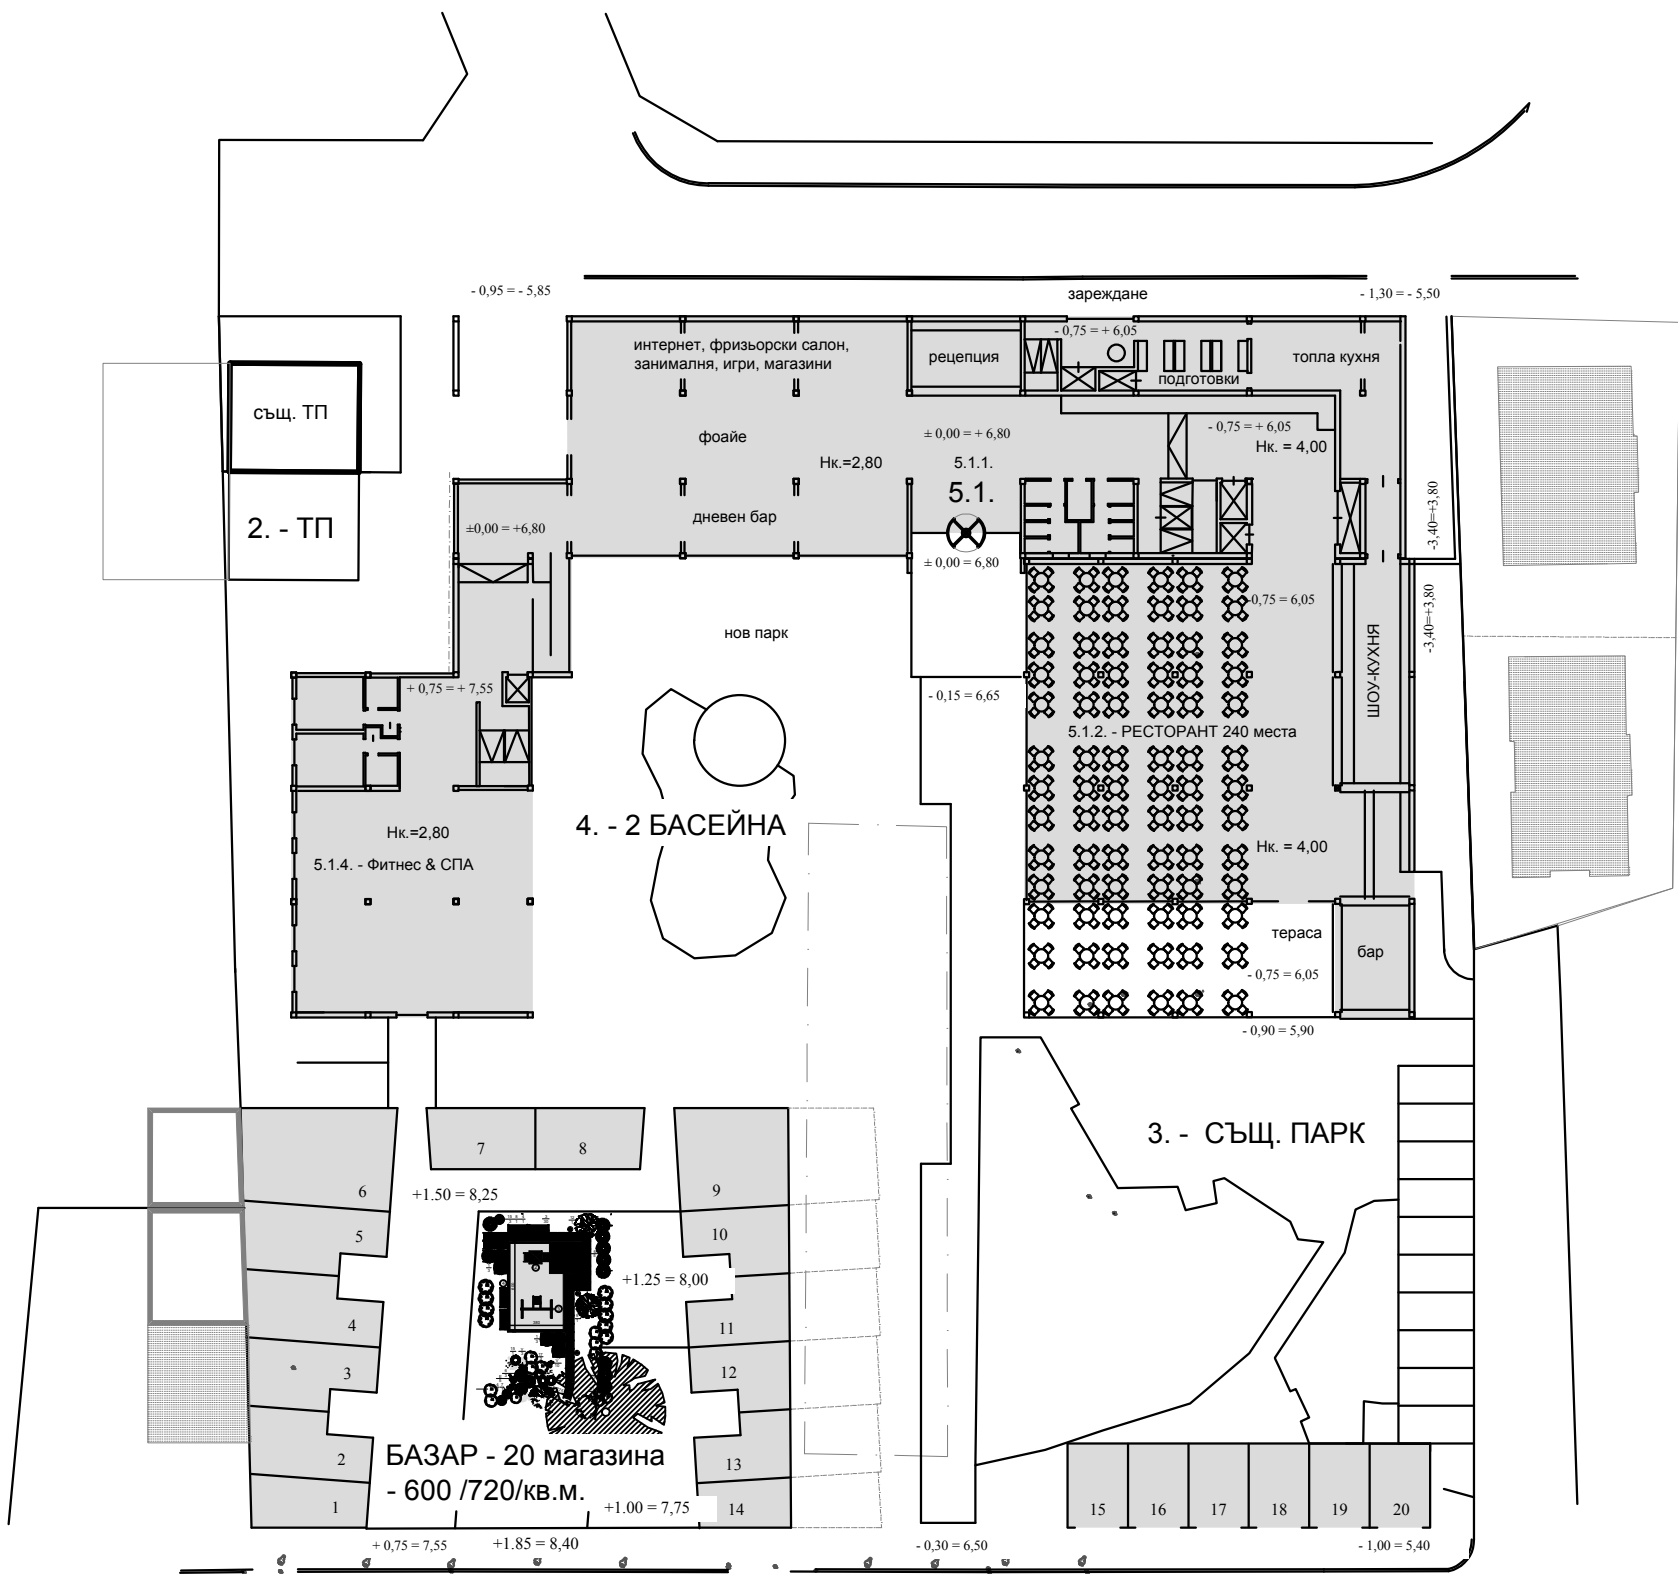 - 0,95 = - 5,85
зареждане
- 1,30 = - 5,50
интернет, фризьорски салон,
занималня, игри, магазини
рецепция
- 0,75 = + 6,05
подготовки
топла кухня
същ. ТП
фоайе
± 0,00 = + 6,80
- 0,75 = + 6,05
Нк. = 4,00
Нк.=2,80
5.1.1.
5.1.
2. - ТП
±0,00 = +6,80
дневен бар
-3,40=+3,80
± 0,00 = 6,80
-0,75 = 6,05
-3,40=+3,80
нов парк
ШОУ-КУХНЯ
+ 0,75 = + 7,55
- 0,15 = 6,65
5.1.2. - РЕСТОРАНТ 240 места
4. - 2 БАСЕЙНА
Нк.=2,80
5.1.4. - Фитнес & СПА
Нк. = 4,00
тераса
бар
- 0,75 = 6,05
- 0,90 = 5,90
3. - СЪЩ. ПАРК
7
8
6
+1.50 = 8,25
9
5
10
+1.25 = 8,00
4
11
3
12
БАЗАР - 20 магазина
- 600 /720/кв.м.
2
13
1
+1.00 = 7,75
14
15
16
17
18
19
20
+ 0,75 = 7,55
+1.85 = 8,40
- 0,30 = 6,50
- 1,00 = 5,40